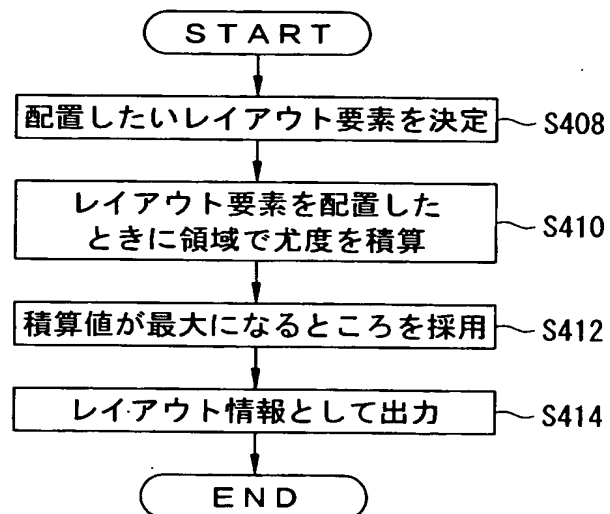 START
配置したいレイアウト要素を決定
S408
レイアウト要素を配置した
ときに領域で尤度を積算
S410
積算値が最大になるところを採用
S412
レイアウト情報として出力
S414
END